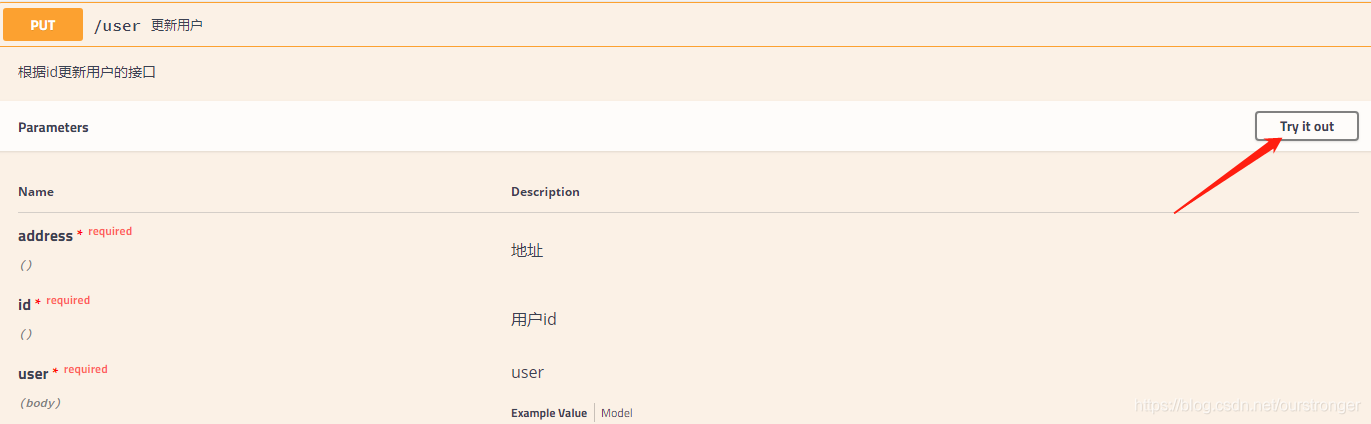 PUT /user 更新用户
根据id更新用户的接口
Parameters Try it out
Name Description
address * required
() 地址
id * required
() 用户id
user * required user
(body)
Example Value Model
https://blog.csdn.net/ourstronger